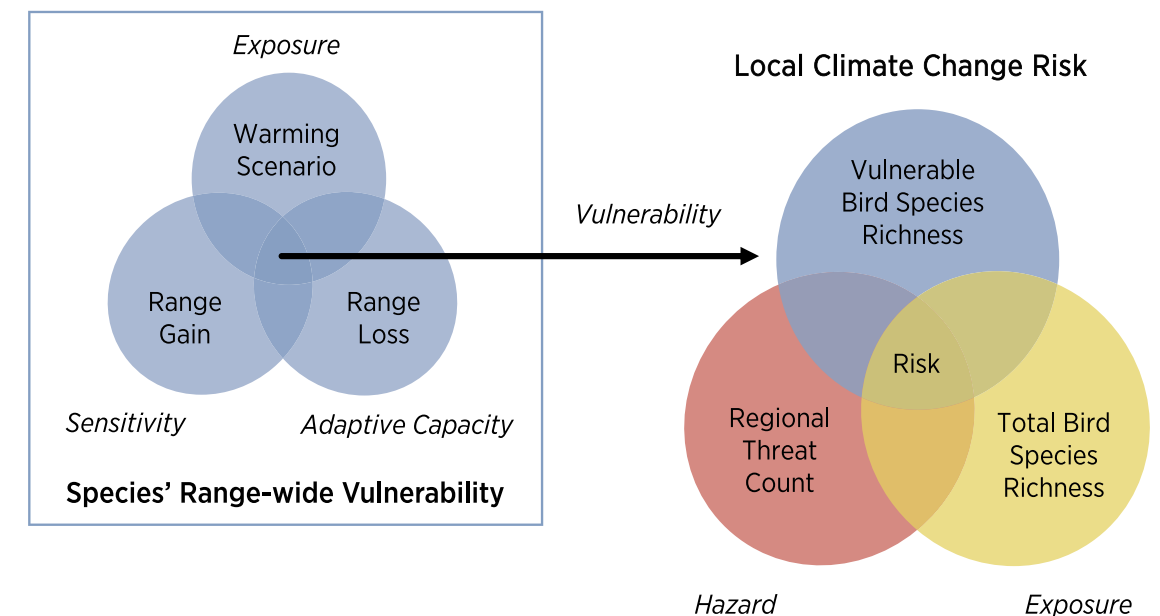 Exposure
Warming
Scenario
Range
Gain
Range
Loss
Sensitivity
Adaptive Capacity
Species’ Range-wide Vulnerability
Vulnerability
Local Climate Change Risk
Vulnerable
Bird Species
Richness
Risk
Regional
Threat
Count
Total Bird
Species
Richness
Hazard
Exposure